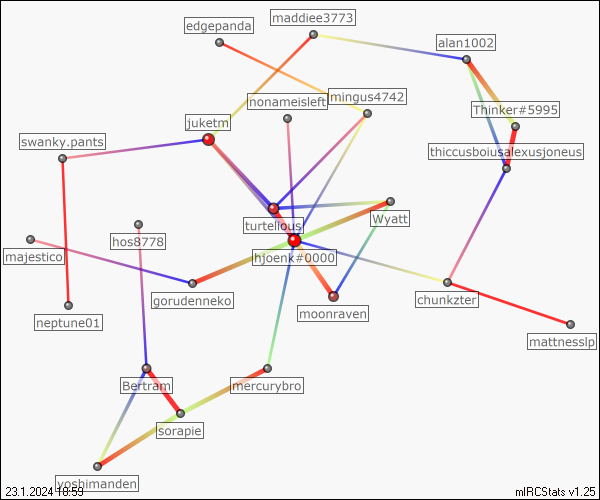 maddiee3773
edgepanda
alan1002
nonameisleft
mingus4742
Thinker#5995
juketm
swanky.pants
thiccusboiusalexusjoneus
turtellous
Wyatt
hos8778
majestico
hjoenk#0000
gorudenneko
chunkzter
moonraven
neptune01
mattnesslp
Bertram
mercurybro
sorapie
yoshimanden
23.1.2024 18:59
mIRCStats v1.25